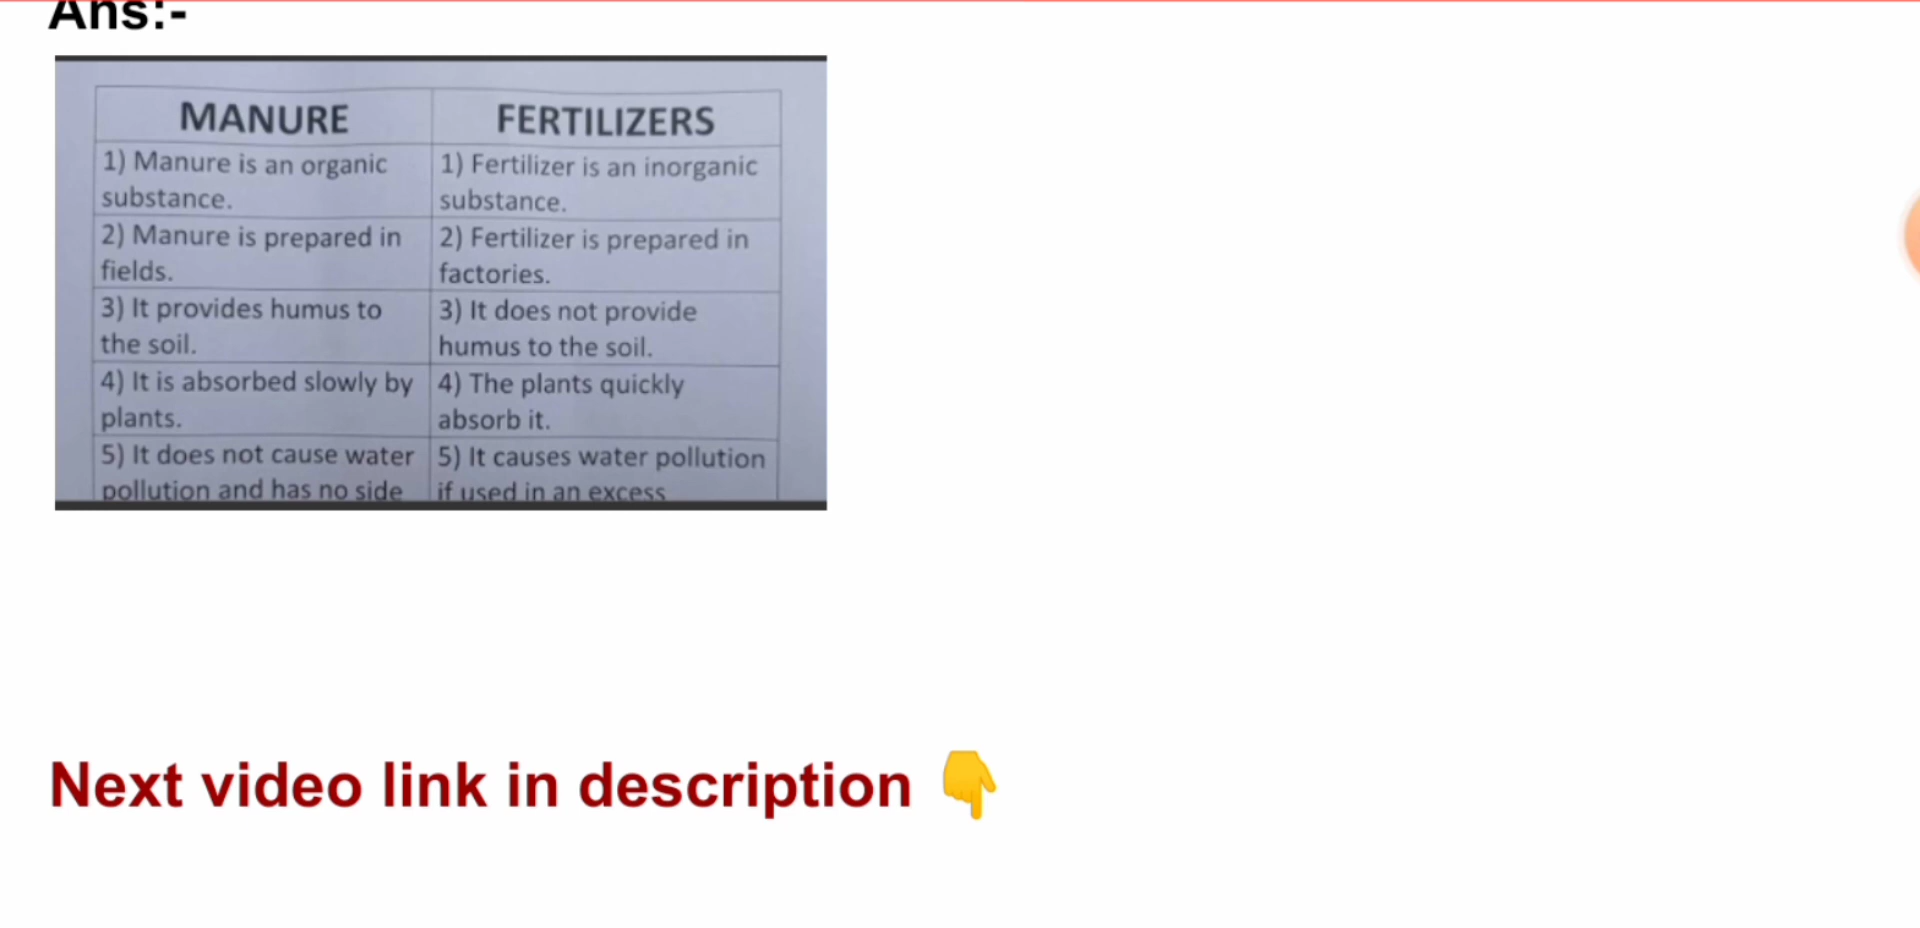 Ans:-
MANURE FERTILIZERS
1) Manure is an organic 1) Fertilizer is an inorganic
substance. substance.
2) Manure is prepared in 2) Fertilizer is prepared in
fields. factories.
3) It provides humus to 3) It does not provide
the soil. humus to the soil.
4) It is absorbed slowly by 4) The plants quickly
plants. absorb it.
5) It does not cause water 5) It causes water pollution
pollution and has no side if used in an excess
Next video link in description 👇